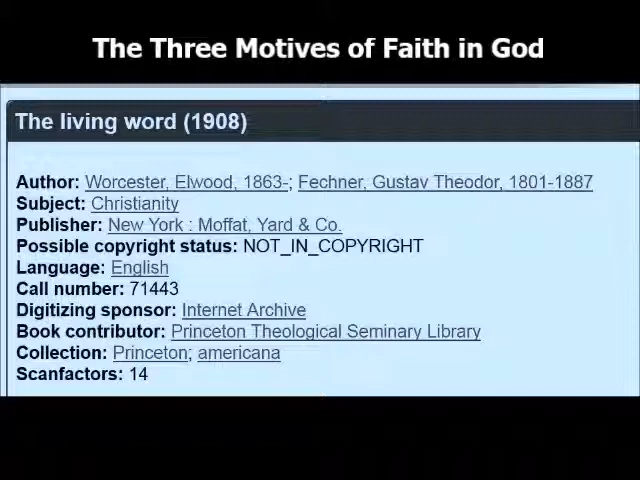 The Three Motives of Faith in God
The living word (1908)
Author: Worcester, Elwood, 1863-; Fechner, Gustav Theodor, 1801-1887
Subject: Christianity
Publisher: New York : Moffat, Yard & Co.
Possible copyright status: NOT_IN_COPYRIGHT
Language: English
Call number: 71443
Digitizing sponsor: Internet Archive
Book contributor: Princeton Theological Seminary Library
Collection: Princeton; americana
Scanfactors: 14